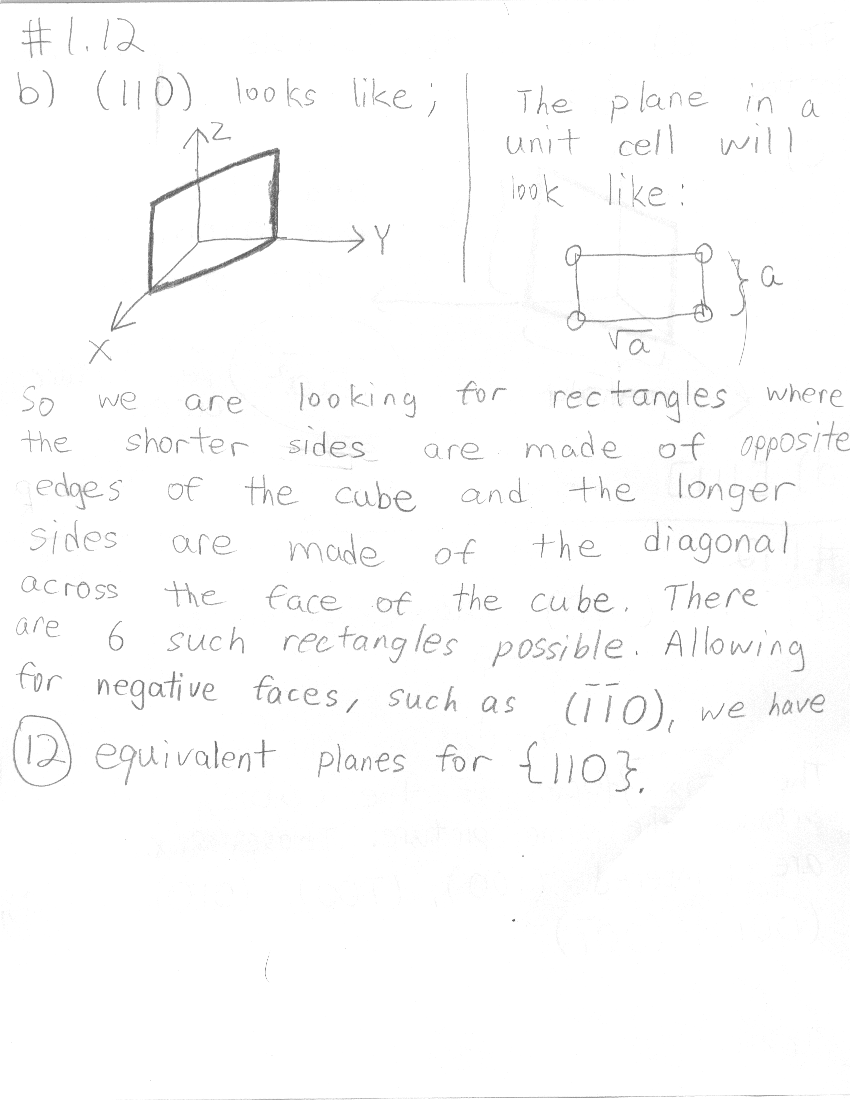 #1.12
b) (110) looks like;
Z
Y
X
The plane in a
unit cell will
look like:
a
√a
So we are looking for rectangles where
the shorter sides are made of opposite
edges of the cube and the longer
sides are made of the diagonal
across the face of the cube. There
are 6 such rectangles possible. Allowing
for negative faces, such as (1̅1̅0), we have
12 equivalent planes for {110}.